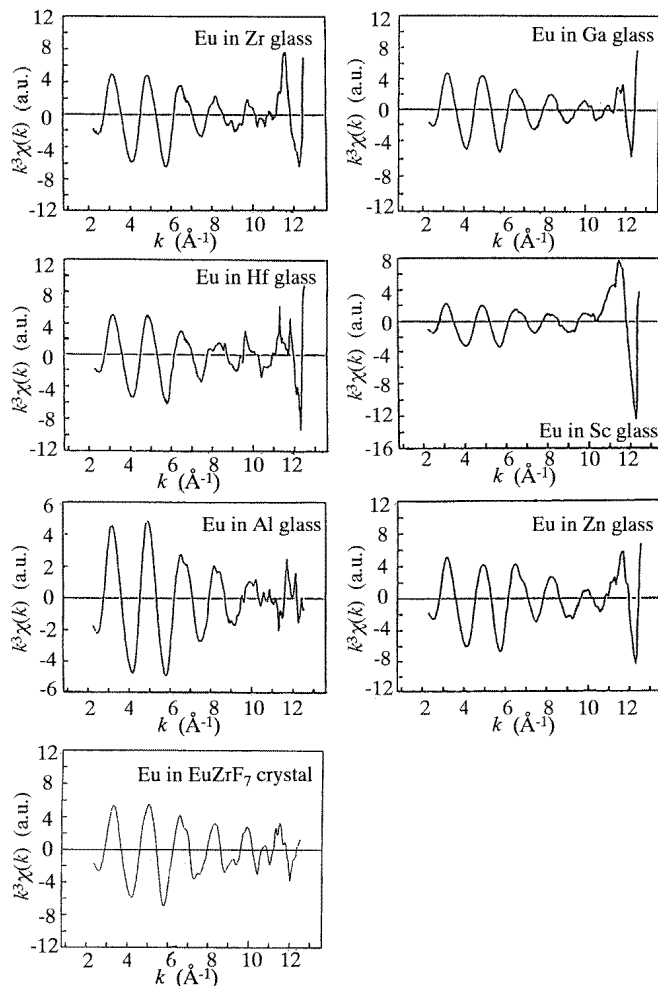 Eu in Zr glass
k³χ(k) (a.u.)
12
8
4
0
-4
-8
-12
2 4 6 8 10 12
k (Å⁻¹)
Eu in Ga glass
k³χ(k) (a.u.)
12
8
4
0
-4
-8
-12
2 4 6 8 10 12
k (Å⁻¹)
Eu in Hf glass
k³χ(k) (a.u.)
12
8
4
0
-4
-8
-12
2 4 6 8 10 12
k (Å⁻¹)
Eu in Sc glass
k³χ(k) (a.u.)
8
4
0
-4
-8
-12
-16
2 4 6 8 10 12
k (Å⁻¹)
Eu in Al glass
k³χ(k) (a.u.)
6
4
2
0
-2
-4
6
2 4 6 8 10 12
k (Å⁻¹)
Eu in Zn glass
k³χ(k) (a.u.)
12
8
4
0
-4
-8
-12
2 4 6 8 10 12
k (Å⁻¹)
Eu in EuZrF₇ crystal
k³χ(k) (a.u.)
12
8
4
0
-4
-8
-12
2 4 6 8 10 12
k (Å⁻¹)